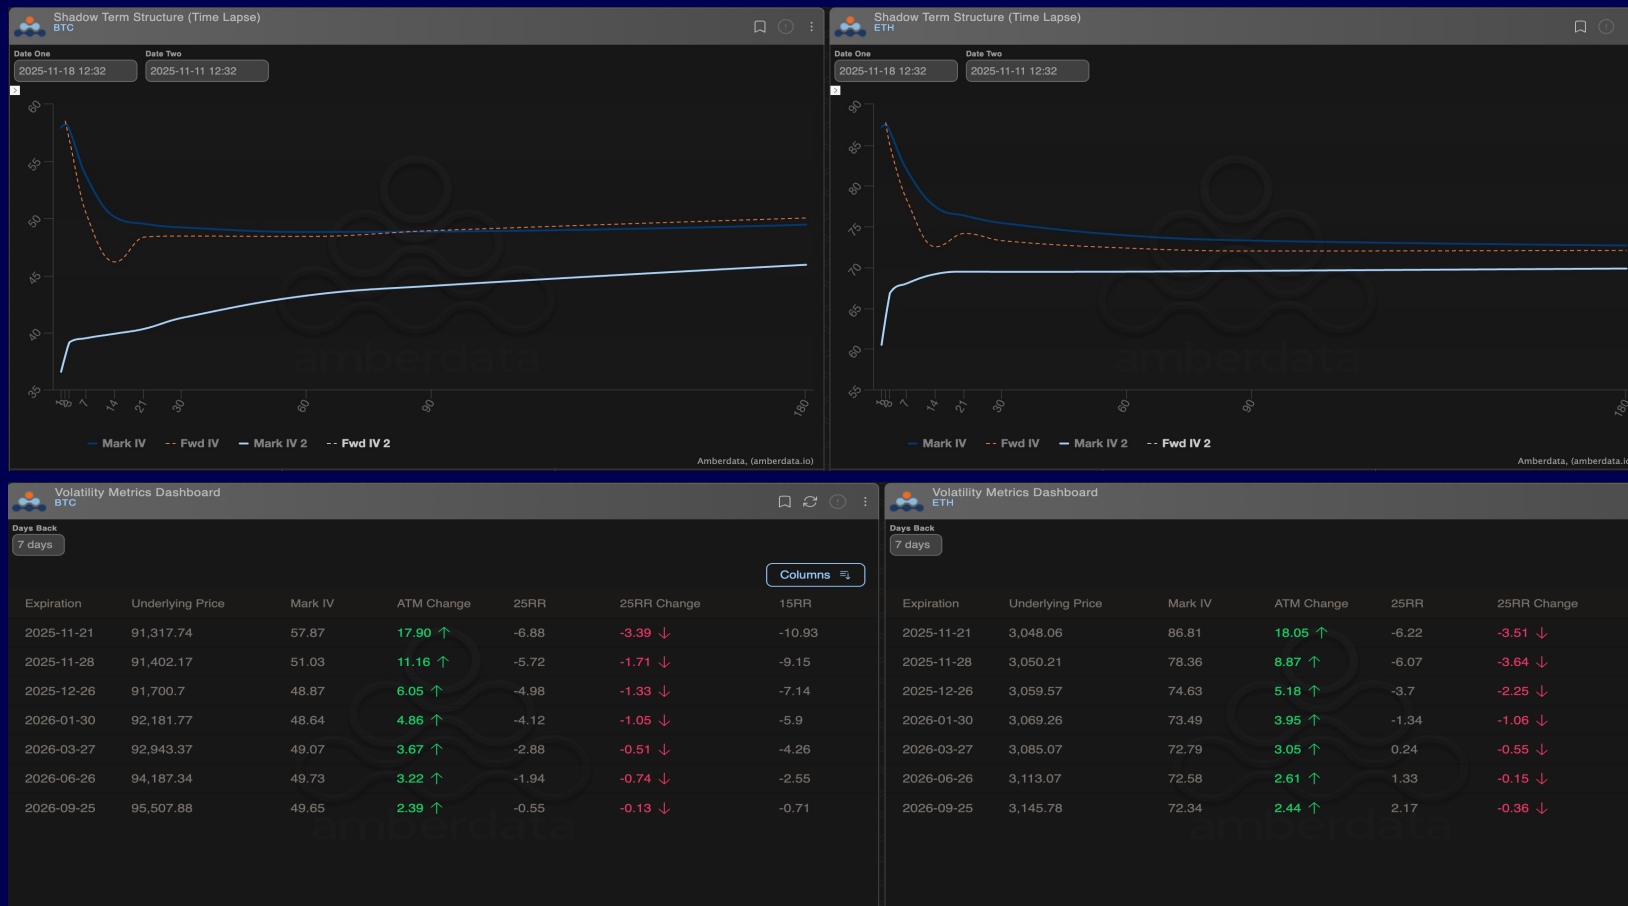 Shadow Term Structure (Time Lapse)
BTC
Date One Date Two
2025-11-18 12:32 2025-11-11 12:32
60
55
50
45
40
35
7 14 21 30 60 90 180
Mark IV Fwd IV Mark IV 2 Fwd IV 2
Amberdata, (amberdata.io)
amberdata
Shadow Term Structure (Time Lapse)
ETH
Date One Date Two
2025-11-18 12:32 2025-11-11 12:32
90
85
80
75
70
65
60
55
7 14 21 30 60 90 180
Mark IV Fwd IV Mark IV 2 Fwd IV 2
Amberdata, (amberdata.io
amberdata
Volatility Metrics Dashboard
BTC
Days Back
7 days
Columns
Expiration Underlying Price Mark IV ATM Change 25RR 25RR Change 15RR
2025-11-21 91,317.74 57.87 17.90 ↑ -6.88 -3.39 ↓ -10.93
2025-11-28 91,402.17 51.03 11.16 ↑ -5.72 -1.71 ↓ -9.15
2025-12-26 91,700.7 48.87 6.05 ↑ -4.98 -1.33 ↓ -7.14
2026-01-30 92,181.77 48.64 4.86 ↑ -4.12 -1.05 ↓ -5.9
2026-03-27 92,943.37 49.07 3.67 ↑ -2.88 -0.51 ↓ -4.26
2026-06-26 94,187.34 49.73 3.22 ↑ -1.94 -0.74 ↓ -2.55
2026-09-25 95,507.88 49.65 2.39 ↑ -0.55 -0.13 ↓ -0.71
amberdata
Volatility Metrics Dashboard
ETH
Days Back
7 days
Expiration Underlying Price Mark IV ATM Change 25RR 25RR Change
2025-11-21 3,048.06 86.81 18.05 ↑ -6.22 -3.51 ↓
2025-11-28 3,050.21 78.36 8.87 ↑ -6.07 -3.64 ↓
2025-12-26 3,059.57 74.63 5.18 ↑ -3.7 -2.25 ↓
2026-01-30 3,069.26 73.49 3.95 ↑ -1.34 -1.06 ↓
2026-03-27 3,085.07 72.79 3.05 ↑ 0.24 -0.55 ↓
2026-06-26 3,113.07 72.58 2.61 ↑ 1.33 -0.15 ↓
2026-09-25 3,145.78 72.34 2.44 ↑ 2.17 -0.36 ↓
amberdata